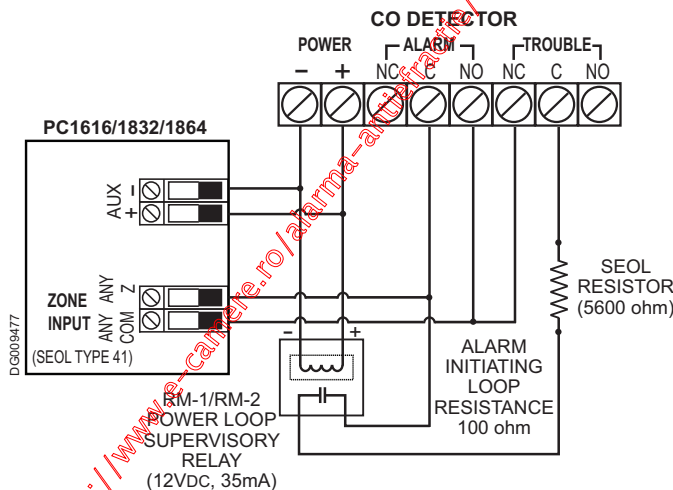 CO DETECTOR
POWER ALARM TROUBLE
- + NC C NO NC C NO
PC1616/1832/1864
AUX - +
ZONE INPUT
ANY Z
ANY COM
(SEOL TYPE 41)
DG009477
- +
RM-1/RM-2
POWER LOOP
SUPERVISORY
RELAY
(12VDC, 35mA)
ALARM
INITIATING
LOOP
RESISTANCE
100 ohm
SEOL
RESISTOR
(5600 ohm)
://www.e-camere.ro/alarma-antiefractie/